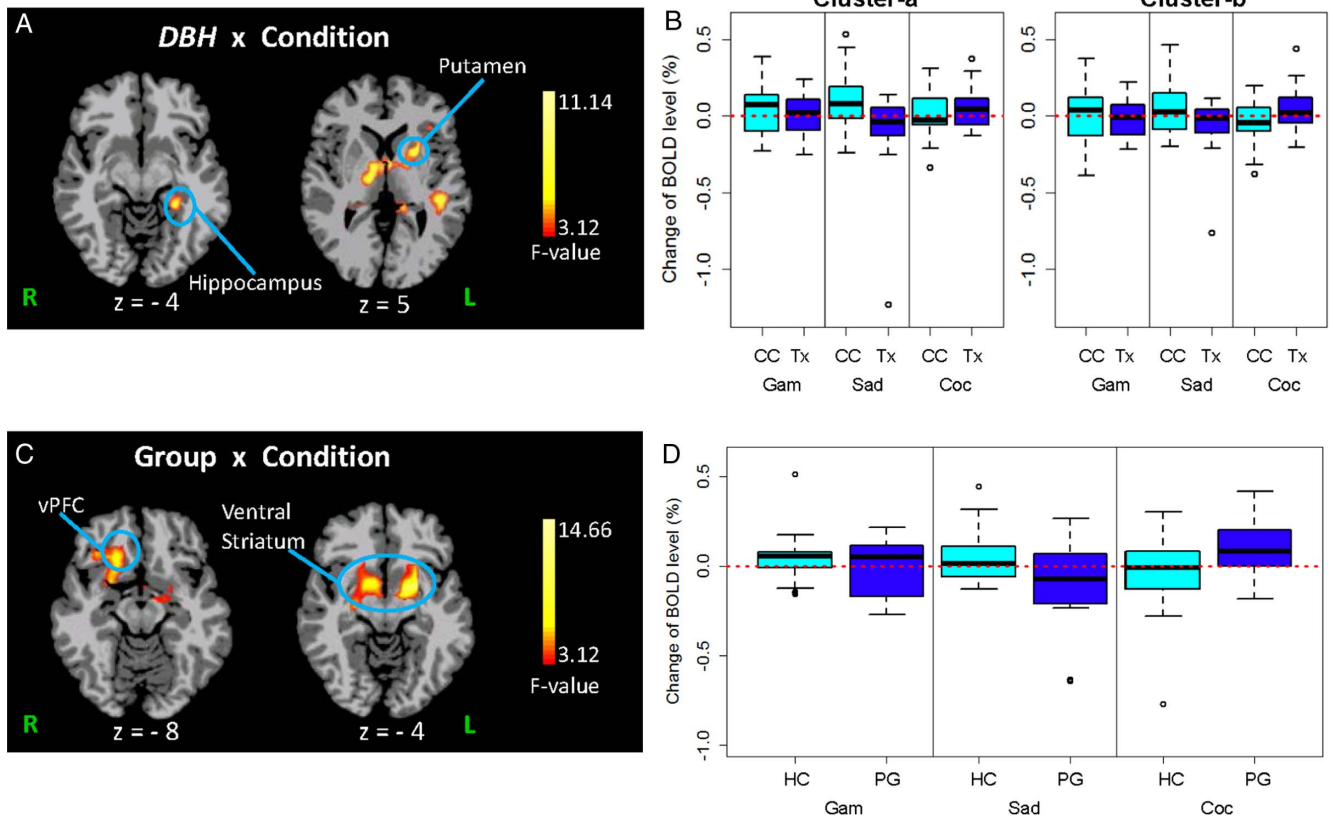 A
DBH x Condition
Putamen
11.14
3.12
F-value
Hippocampus
R
z = - 4
z = 5
L
B
Cluster-a
Cluster-b
Change of BOLD level (%)
0.5
0.0
-0.5
-1.0
0.5
0.0
-0.5
-1.0
CC Tx CC Tx CC Tx
Gam Sad Coc
CC Tx CC Tx CC Tx
Gam Sad Coc
C
Group x Condition
vPFC
Ventral
Striatum
14.66
3.12
F-value
R
z = - 8
z = - 4
L
D
Change of BOLD level (%)
0.5
0.0
-0.5
-1.0
HC PG HC PG HC PG
Gam Sad Coc